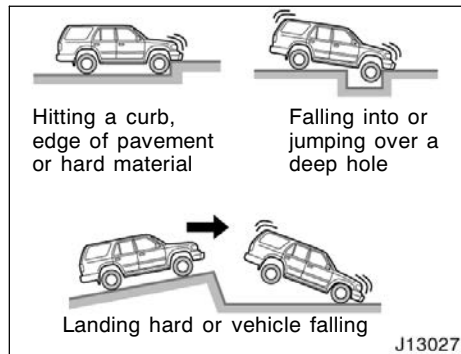 Hitting a curb,
edge of pavement
or hard material
Falling into or
jumping over a
deep hole
Landing hard or vehicle falling
J13027